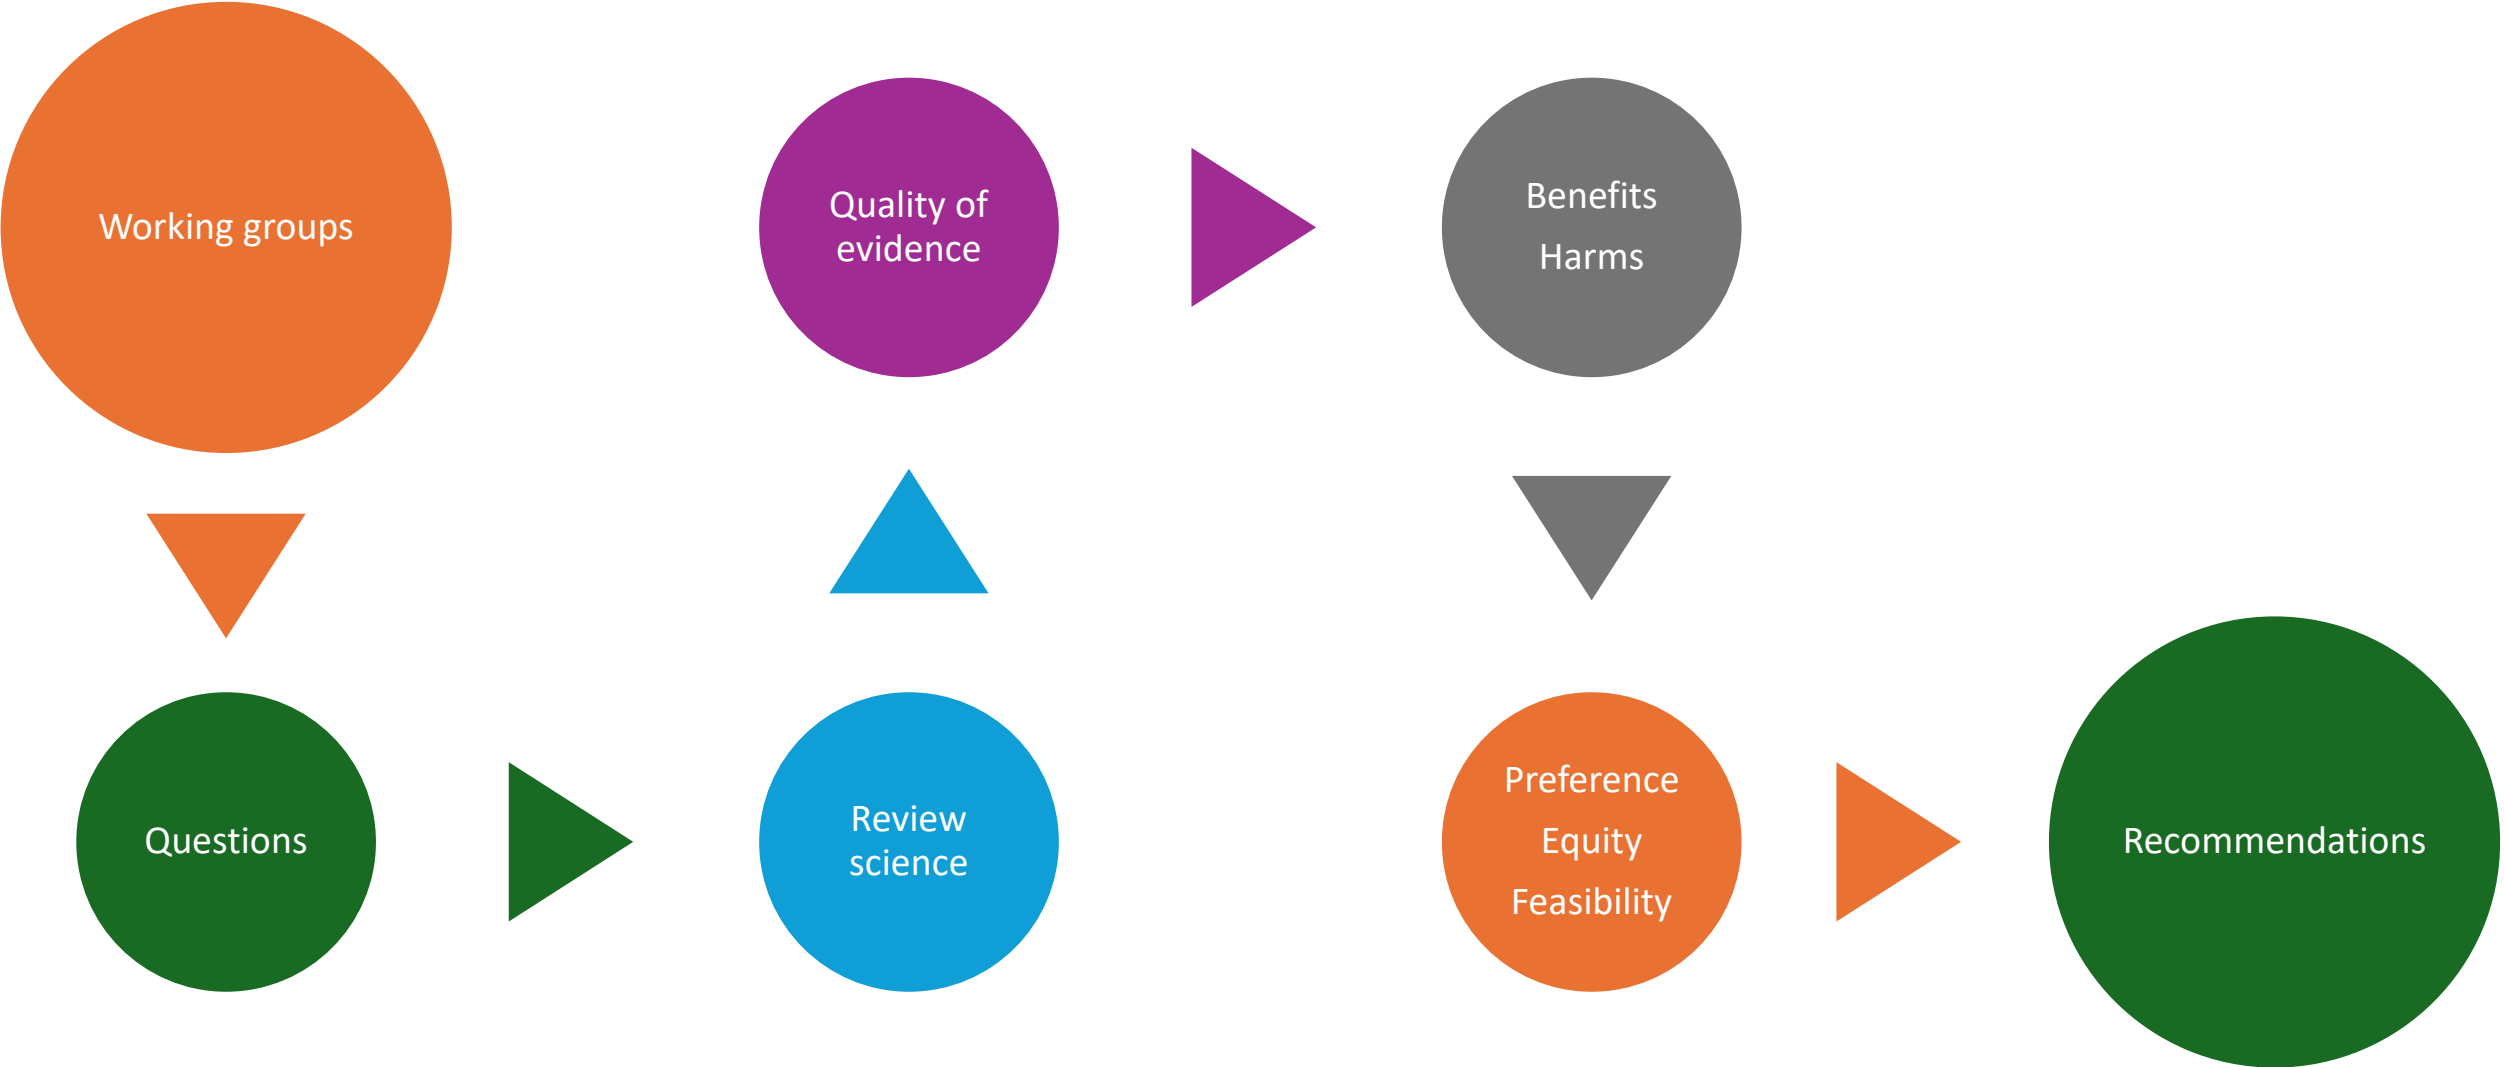 Working groups
Questions
Review
science
Quality of
evidence
Benefits
Harms
Preference
Equity
Feasibility
Recommendations